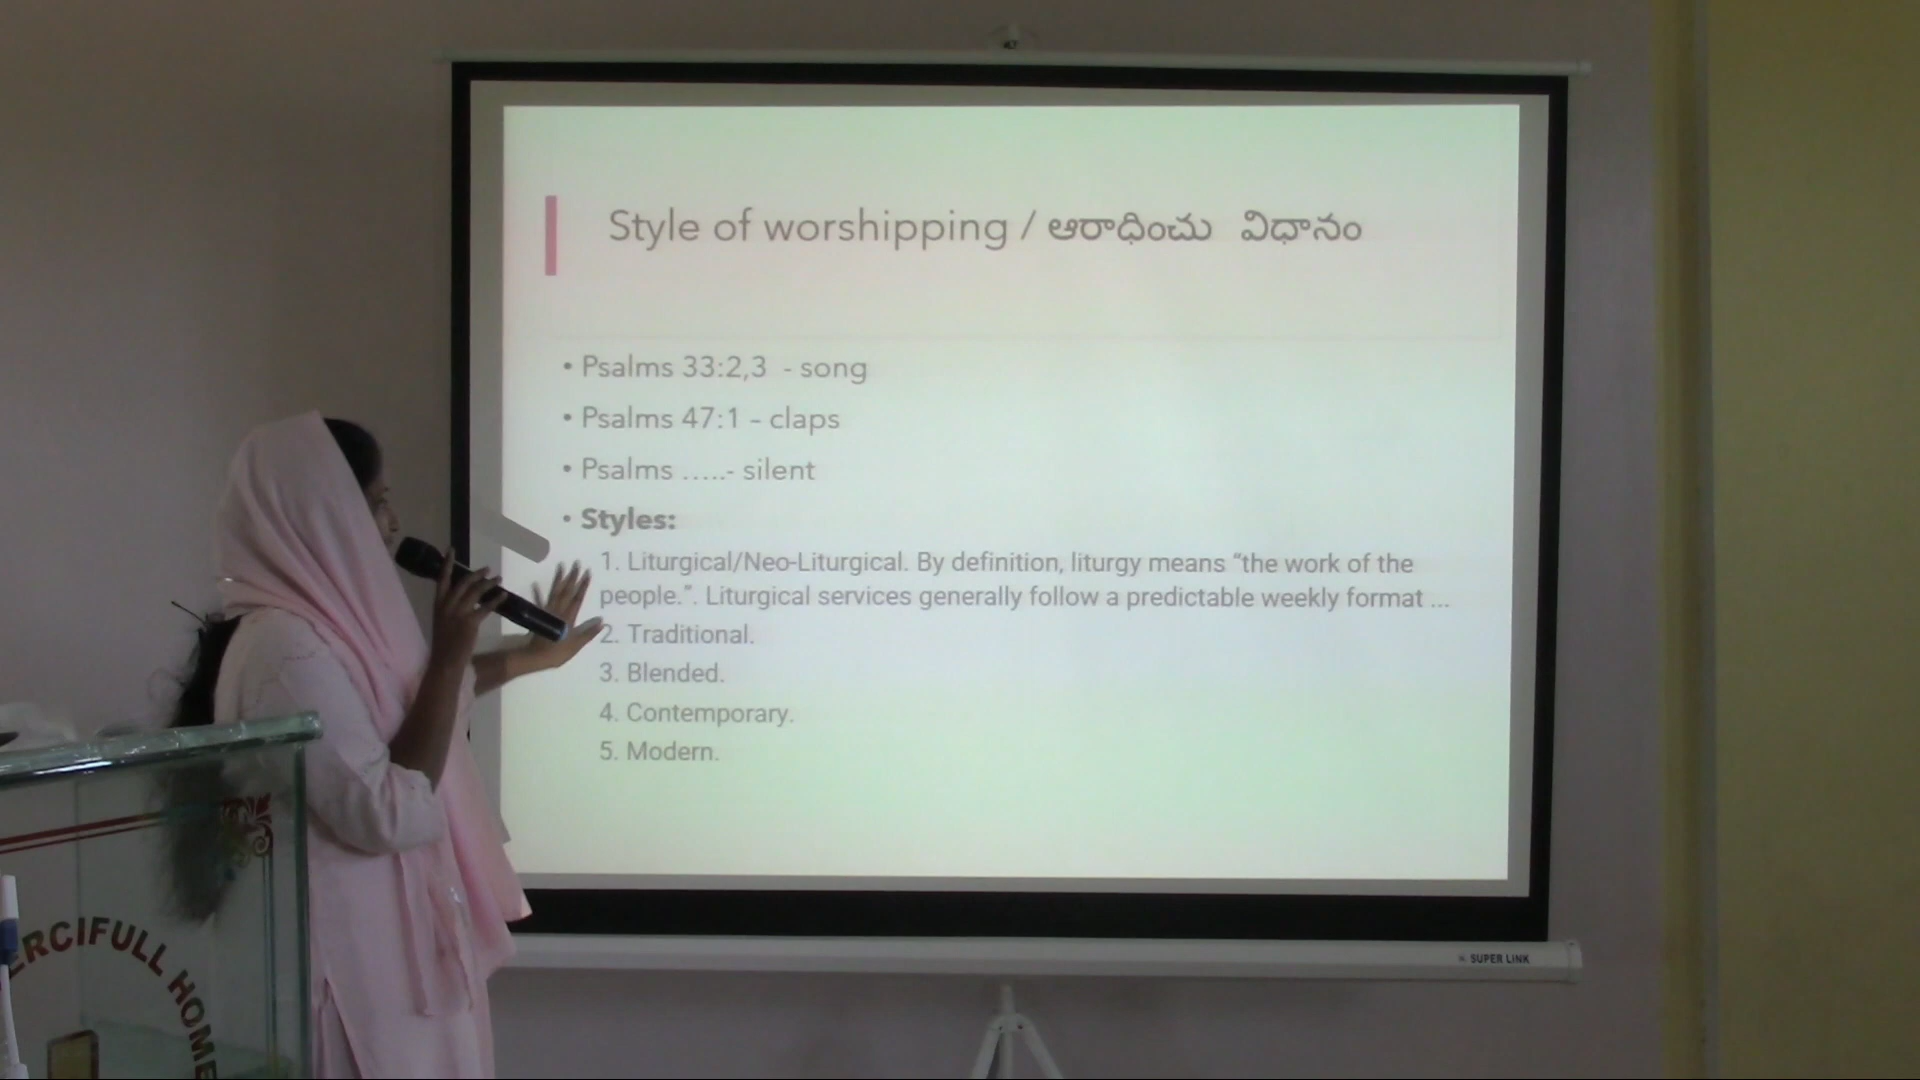 Style of worshipping / ఆరాధించు విధానం
• Psalms 33:2,3 - song
• Psalms 47:1 – claps
• Psalms .....- silent
• Styles:
1. Liturgical/Neo-Liturgical. By definition, liturgy means “the work of the
people.”. Liturgical services generally follow a predictable weekly format ...
2. Traditional.
3. Blended.
4. Contemporary.
5. Modern.
SUPER LINK
ERCIFULL HOME